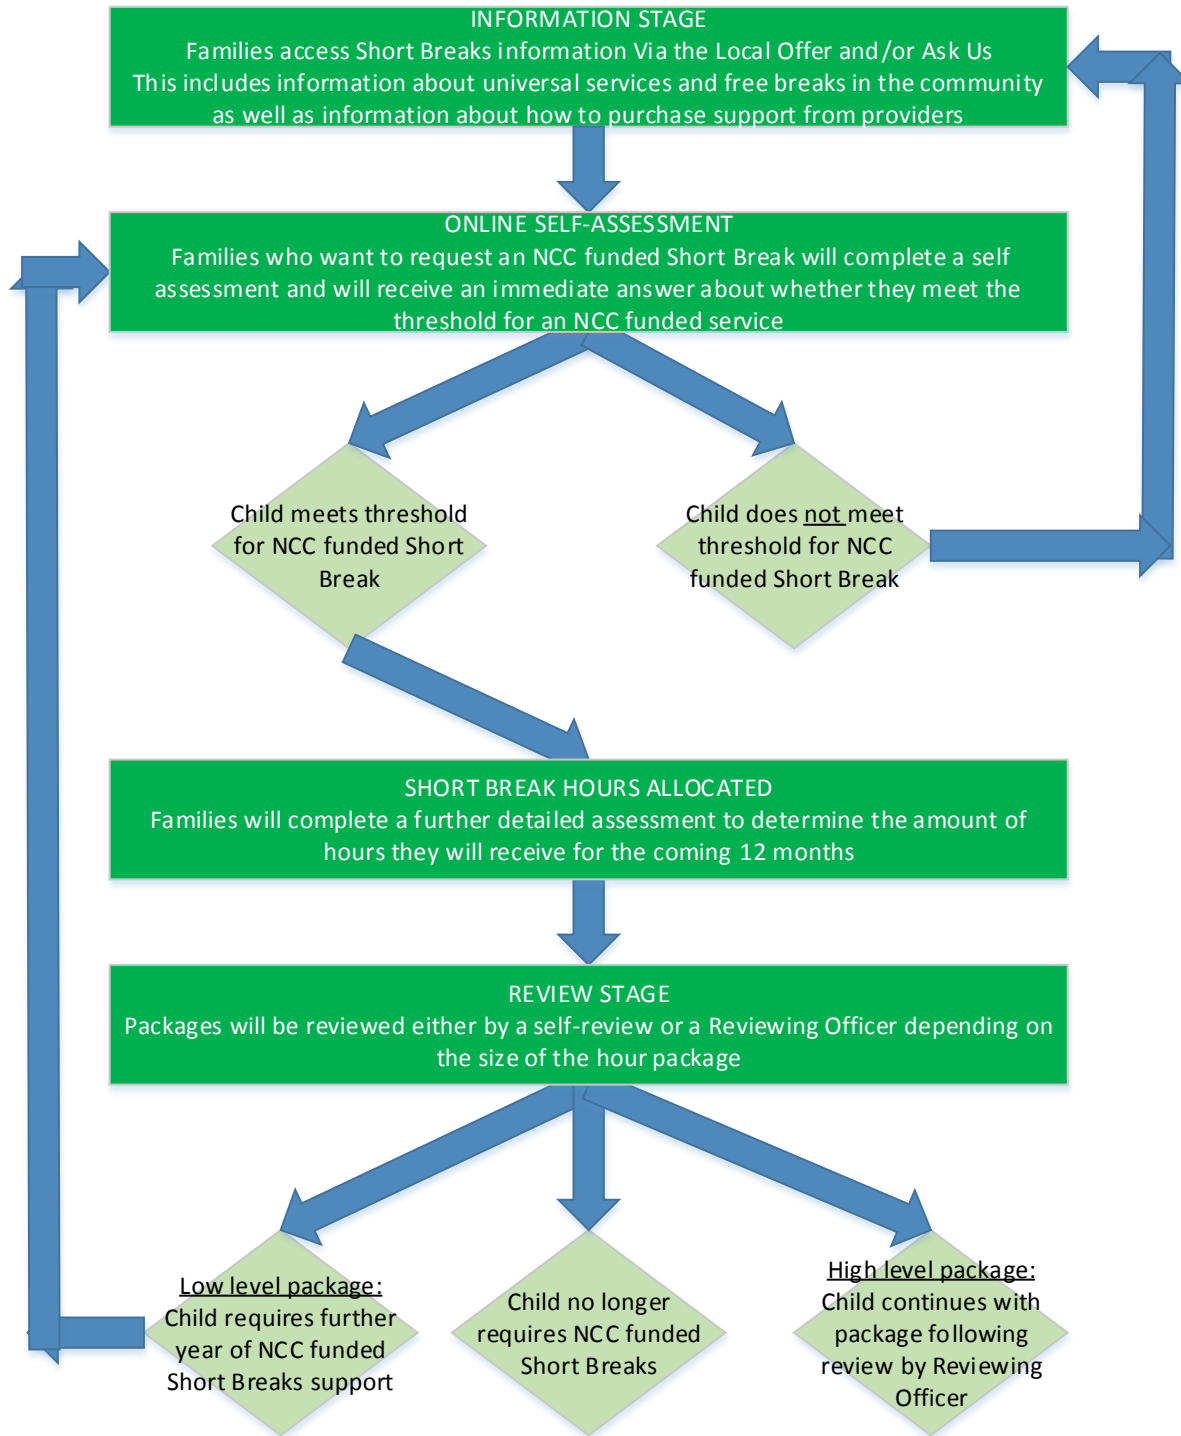 INFORMATION STAGE
Families access Short Breaks information Via the Local Offer and/or Ask Us
This includes information about universal services and free breaks in the community
as well as information about how to purchase support from providers
ONLINE SELF-ASSESSMENT
Families who want to request an NCC funded Short Break will complete a self
assessment and will receive an immediate answer about whether they meet the
threshold for an NCC funded service
Child meets threshold
for NCC funded Short
Break
Child does not meet
threshold for NCC
funded Short Break
SHORT BREAK HOURS ALLOCATED
Families will complete a further detailed assessment to determine the amount of
hours they will receive for the coming 12 months
REVIEW STAGE
Packages will be reviewed either by a self-review or a Reviewing Officer depending on
the size of the hour package
Low level package:
Child requires further
year of NCC funded
Short Breaks support
Child no longer
requires NCC funded
Short Breaks
High level package:
Child continues with
package following
review by Reviewing
Officer